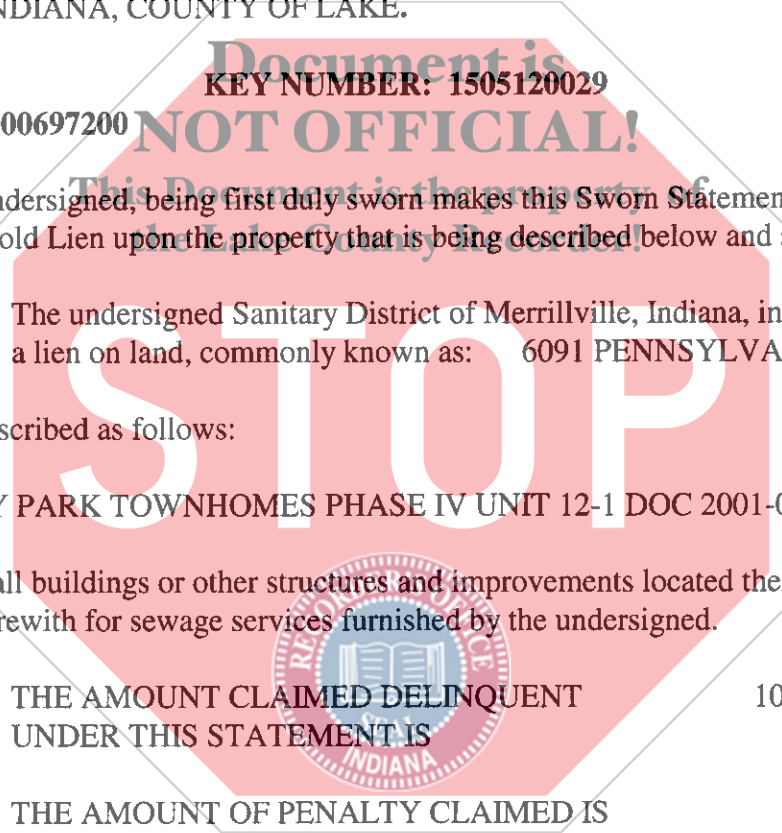 NDIANA, COUNTY OF LAKE.
Document is
KEY NUMBER: 1505120029
00697200
NOT OFFICIAL!
This Document is the property of
ndersigned, being first duly sworn makes this Sworn Statemen
the Lake County Recorder!
old Lien upon the property that is being described below and
The undersigned Sanitary District of Merrillville, Indiana, in
a lien on land, commonly known as: 6091 PENNSYLVA
STOP
scribed as follows:
Y PARK TOWNHOMES PHASE IV UNIT 12-1 DOC 2001-0
all buildings or other structures and improvements located the
rewith for sewage services furnished by the undersigned.
RECORDER'S OFFICE
THE AMOUNT CLAIMED DELINQUENT 10
UNDER THIS STATEMENT IS
SEAL
INDIANA
THE AMOUNT OF PENALTY CLAIMED IS